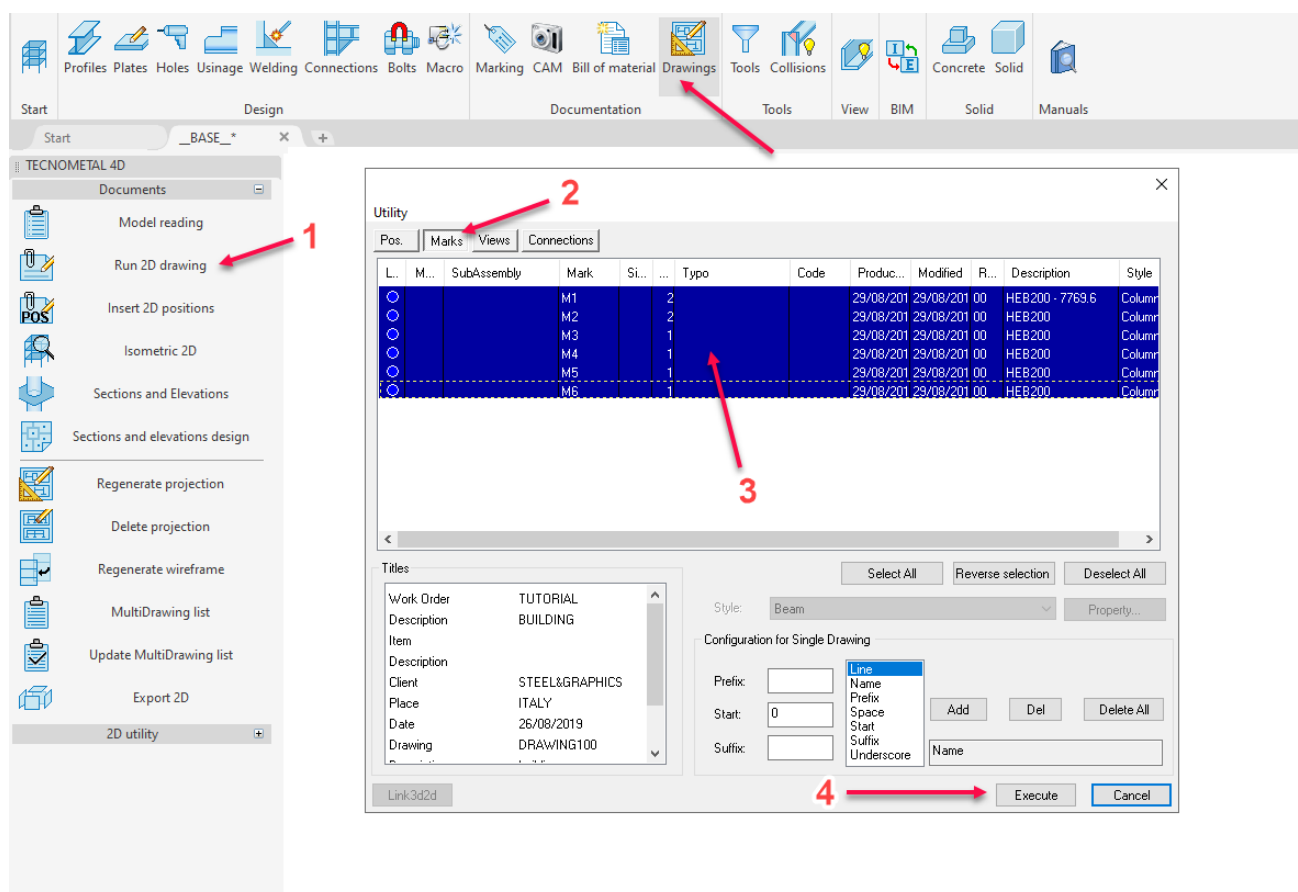 Profiles Plates Holes Usinage Welding Connections Bolts Macro Marking CAM Bill of material Drawings Tools Collisions Concrete Solid
Start Design Documentation Tools View BIM Solid Manuals
Start __BASE__* × +
TECNOMETAL 4D
Documents
Model reading
Run 2D drawing
1
POS
Insert 2D positions
Isometric 2D
Sections and Elevations
Sections and elevations design
Regenerate projection
Delete projection
Regenerate wireframe
MultiDrawing list
Update MultiDrawing list
Export 2D
2D utility
2
Utility
Pos. Marks Views Connections
L.. M... SubAssembly Mark Si... ... Typo Code Produc... Modified R... Description Style
M1 2 29/08/201 29/08/201 00 HEB200 - 7769.6 Column
M2 2 29/08/201 29/08/201 00 HEB200 Column
M3 1 29/08/201 29/08/201 00 HEB200 Column
M4 1 29/08/201 29/08/201 00 HEB200 Column
M5 1 29/08/201 29/08/201 00 HEB200 Column
M6 1 29/08/201 29/08/201 00 HEB200 Column
3
Titles
Work Order TUTORIAL
Description BUILDING
Item
Description
Client STEEL&GRAPHICS
Place ITALY
Date 26/08/2019
Drawing DRAWING100
Select All Reverse selection Deselect All
Style: Beam Property...
Configuration for Single Drawing
Prefix:
Start: 0
Suffix:
Line
Name
Prefix
Space
Start
Suffix
Underscore
Add Del Delete All
Name
Link3d2d
4
Execute Cancel